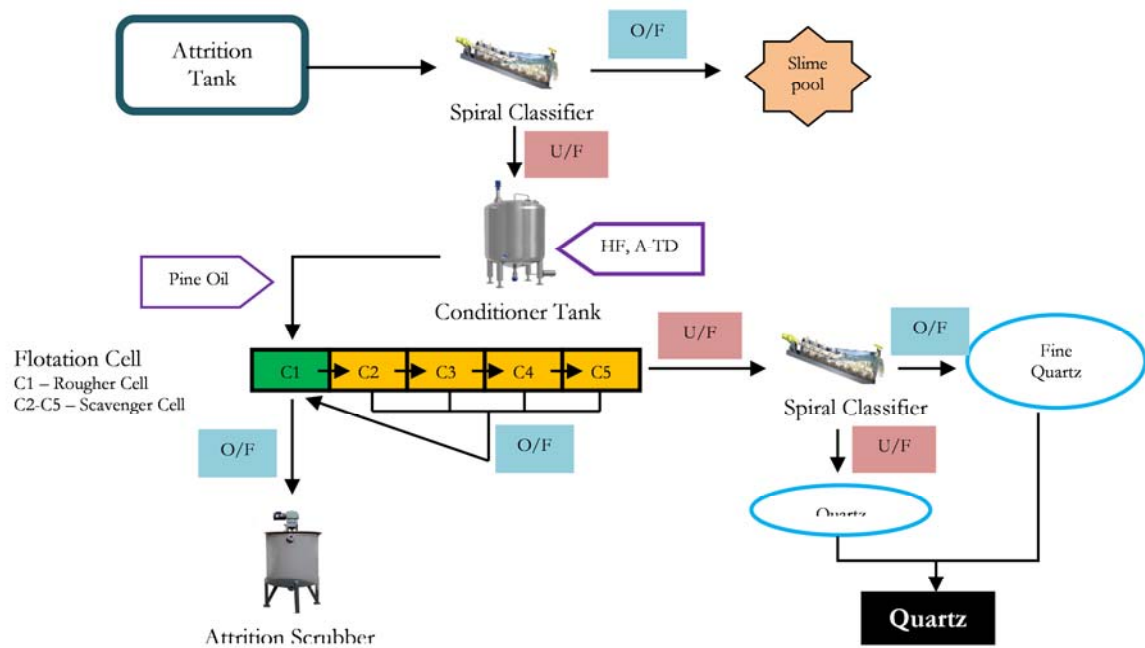 Attrition
Tank
O/F
Slime
pool
Spiral Classifier
U/F
HF, A-TD
Pine Oil
Conditioner Tank
U/F
O/F
Fine
Quartz
Flotation Cell
C1 – Rougher Cell
C2-C5 – Scavenger Cell
C1
C2
C3
C4
C5
Spiral Classifier
O/F
O/F
U/F
Quartz
Attrition Scrubber
Quartz